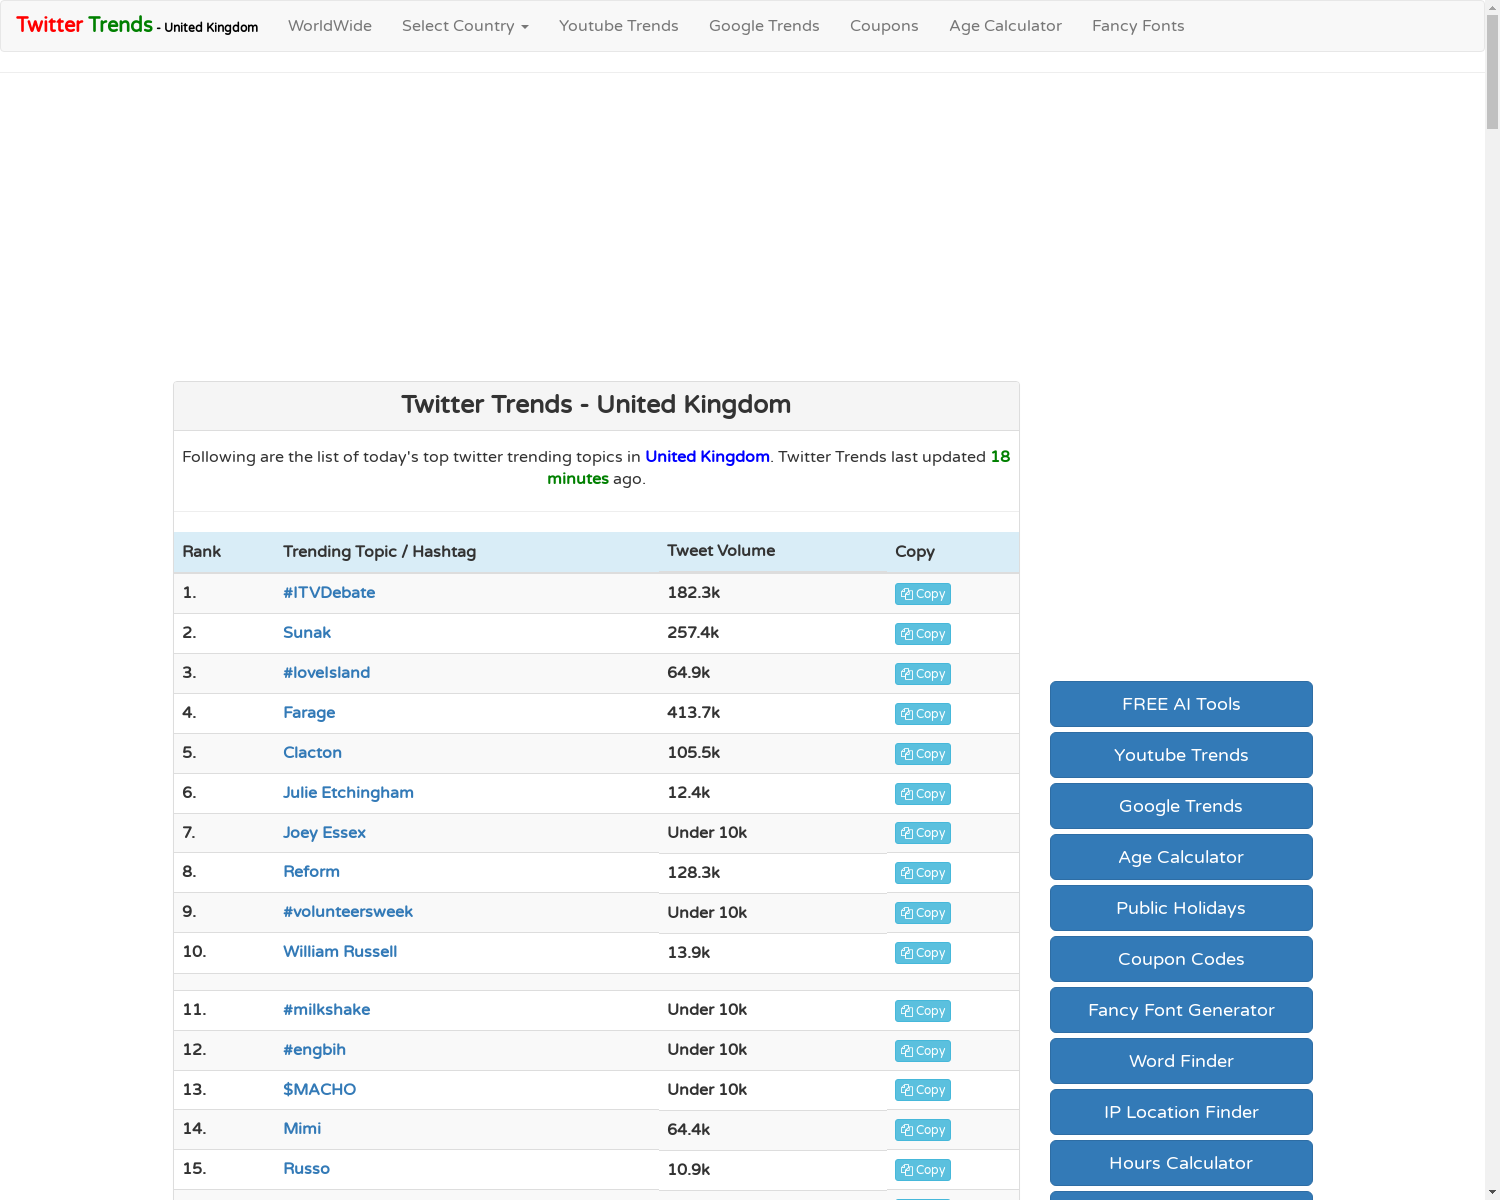 Twitter Trends - United Kingdom WorldWide Select Country Youtube Trends Google Trends Coupons Age Calculator Fancy Fonts
Twitter Trends - United Kingdom
Following are the list of today's top twitter trending topics in United Kingdom. Twitter Trends last updated 18
minutes ago.
Rank Trending Topic / Hashtag Tweet Volume Copy
1. #ITVDebate 182.3k Copy
2. Sunak 257.4k Copy
3. #loveIsland 64.9k Copy
4. Farage 413.7k Copy
5. Clacton 105.5k Copy
6. Julie Etchingham 12.4k Copy
7. Joey Essex Under 10k Copy
8. Reform 128.3k Copy
9. #volunteersweek Under 10k Copy
10. William Russell 13.9k Copy
11. #milkshake Under 10k Copy
12. #engbih Under 10k Copy
13. $MACHO Under 10k Copy
14. Mimi 64.4k Copy
15. Russo 10.9k Copy
FREE AI Tools
Youtube Trends
Google Trends
Age Calculator
Public Holidays
Coupon Codes
Fancy Font Generator
Word Finder
IP Location Finder
Hours Calculator